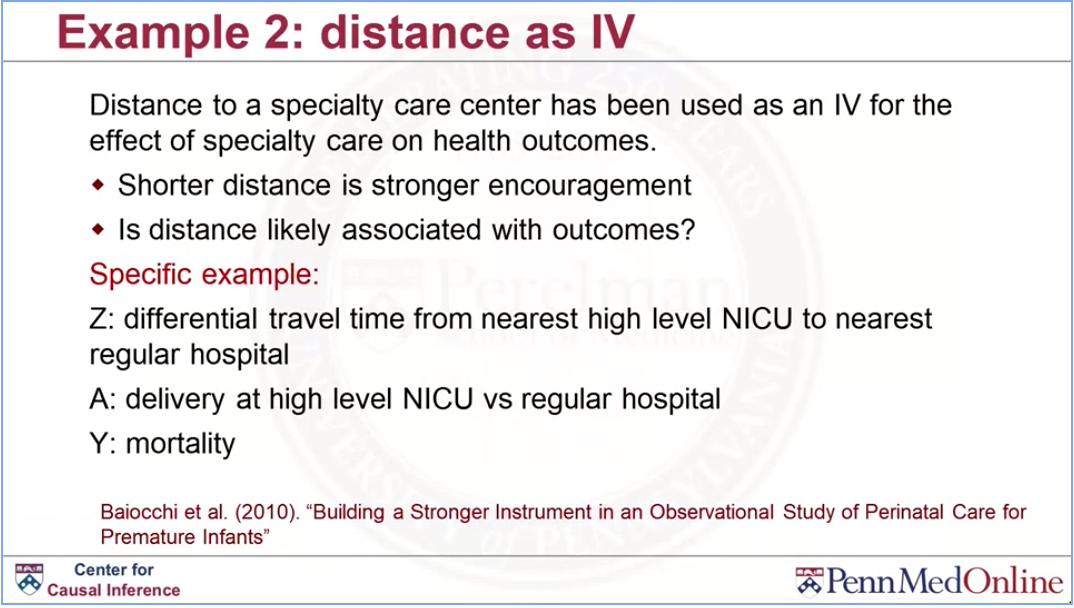 Example 2: distance as IV
Distance to a specialty care center has been used as an IV for the
effect of specialty care on health outcomes.
Shorter distance is stronger encouragement
Is distance likely associated with outcomes?
Specific example:
Z: differential travel time from nearest high level NICU to nearest
regular hospital
A: delivery at high level NICU vs regular hospital
Y: mortality
Baiocchi et al. (2010). “Building a Stronger Instrument in an Observational Study of Perinatal Care for
Premature Infants”
Center for
Causal Inference
PennMedOnline